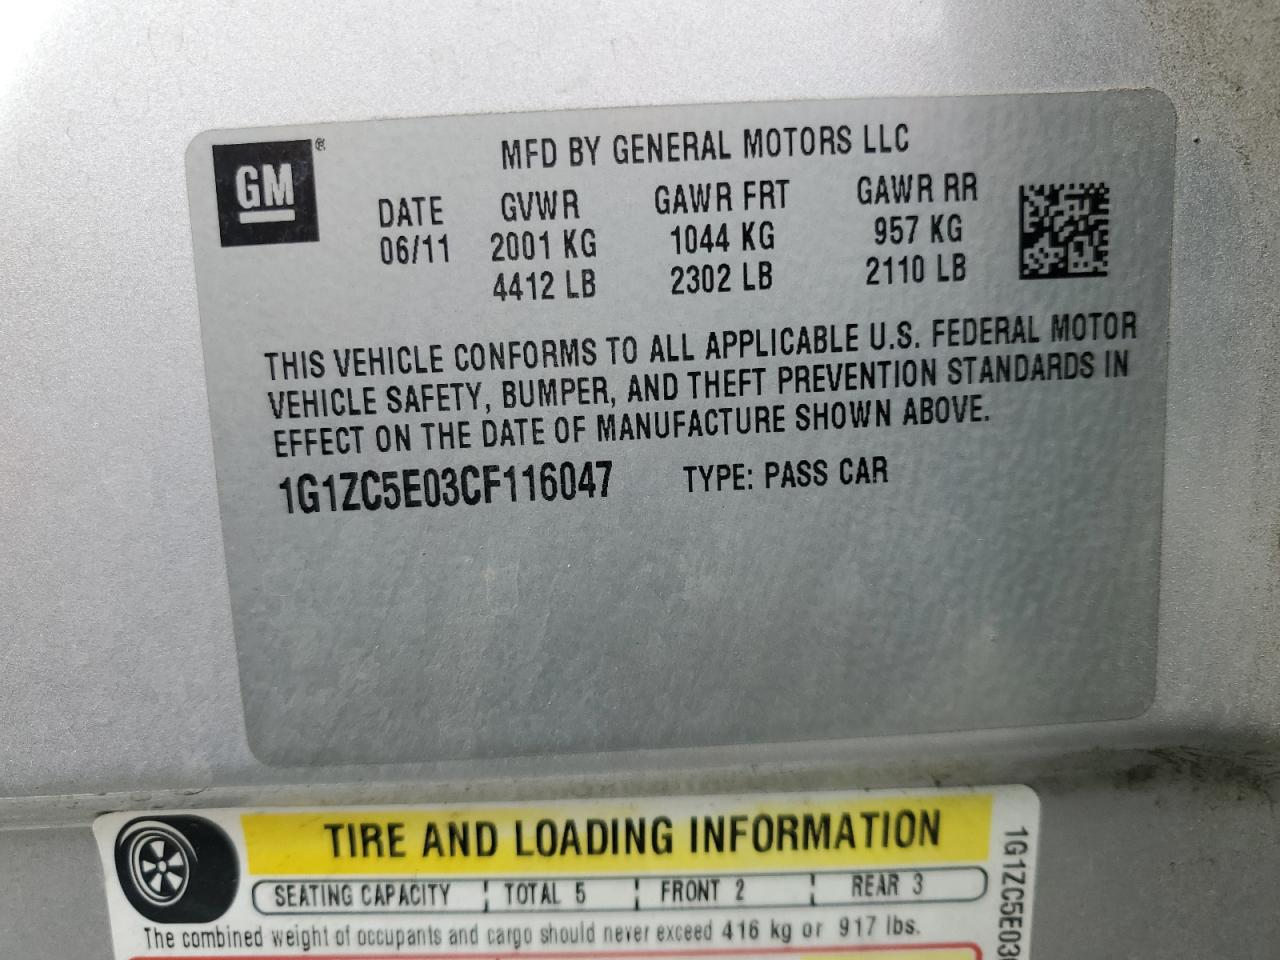 GM ®
MFD BY GENERAL MOTORS LLC
DATE GVWR GAWR FRT GAWR RR
06/11 2001 KG 1044 KG 957 KG
4412 LB 2302 LB 2110 LB
THIS VEHICLE CONFORMS TO ALL APPLICABLE U.S. FEDERAL MOTOR
VEHICLE SAFETY, BUMPER, AND THEFT PREVENTION STANDARDS IN
EFFECT ON THE DATE OF MANUFACTURE SHOWN ABOVE.
1G1ZC5E03CF116047 TYPE: PASS CAR
TIRE AND LOADING INFORMATION
SEATING CAPACITY TOTAL 5 FRONT 2 REAR 3
The combined weight of occupants and cargo should never exceed 416 kg or 917 lbs.
1G1ZC5E03